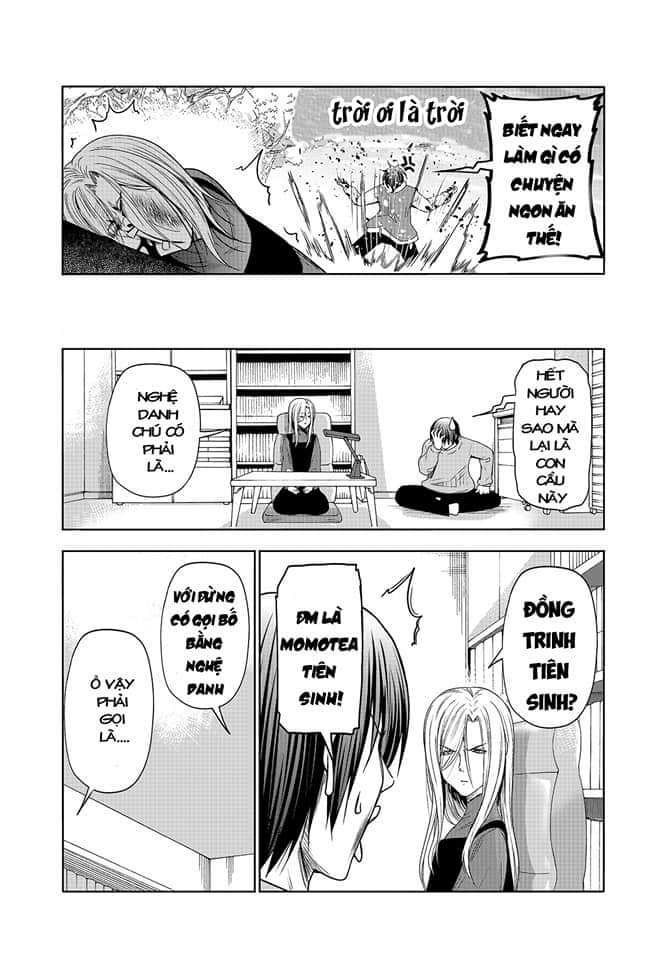 BIẾT NGAY
LÀM GÌ CÓ
CHUYỆN
NGON ĂN
THẾ!
trời ơi là trời
HẾT
NGƯỜI
HAY
SAO MÀ
LẠI LÀ
CON
CẨU
NÀY
NGHỆ
DANH
CHÚ CÓ
PHẢI
LÀ...
ĐỒNG
TRINH
TIÊN
SINH?
ĐM LÀ
MOMOTEA
TIÊN
SINH!
VỚI ĐỪNG
CÓ GỌI BỐ
BẰNG
NGHỆ
DANH
Ồ VẬY
PHẢI
GỌI
LÀ....